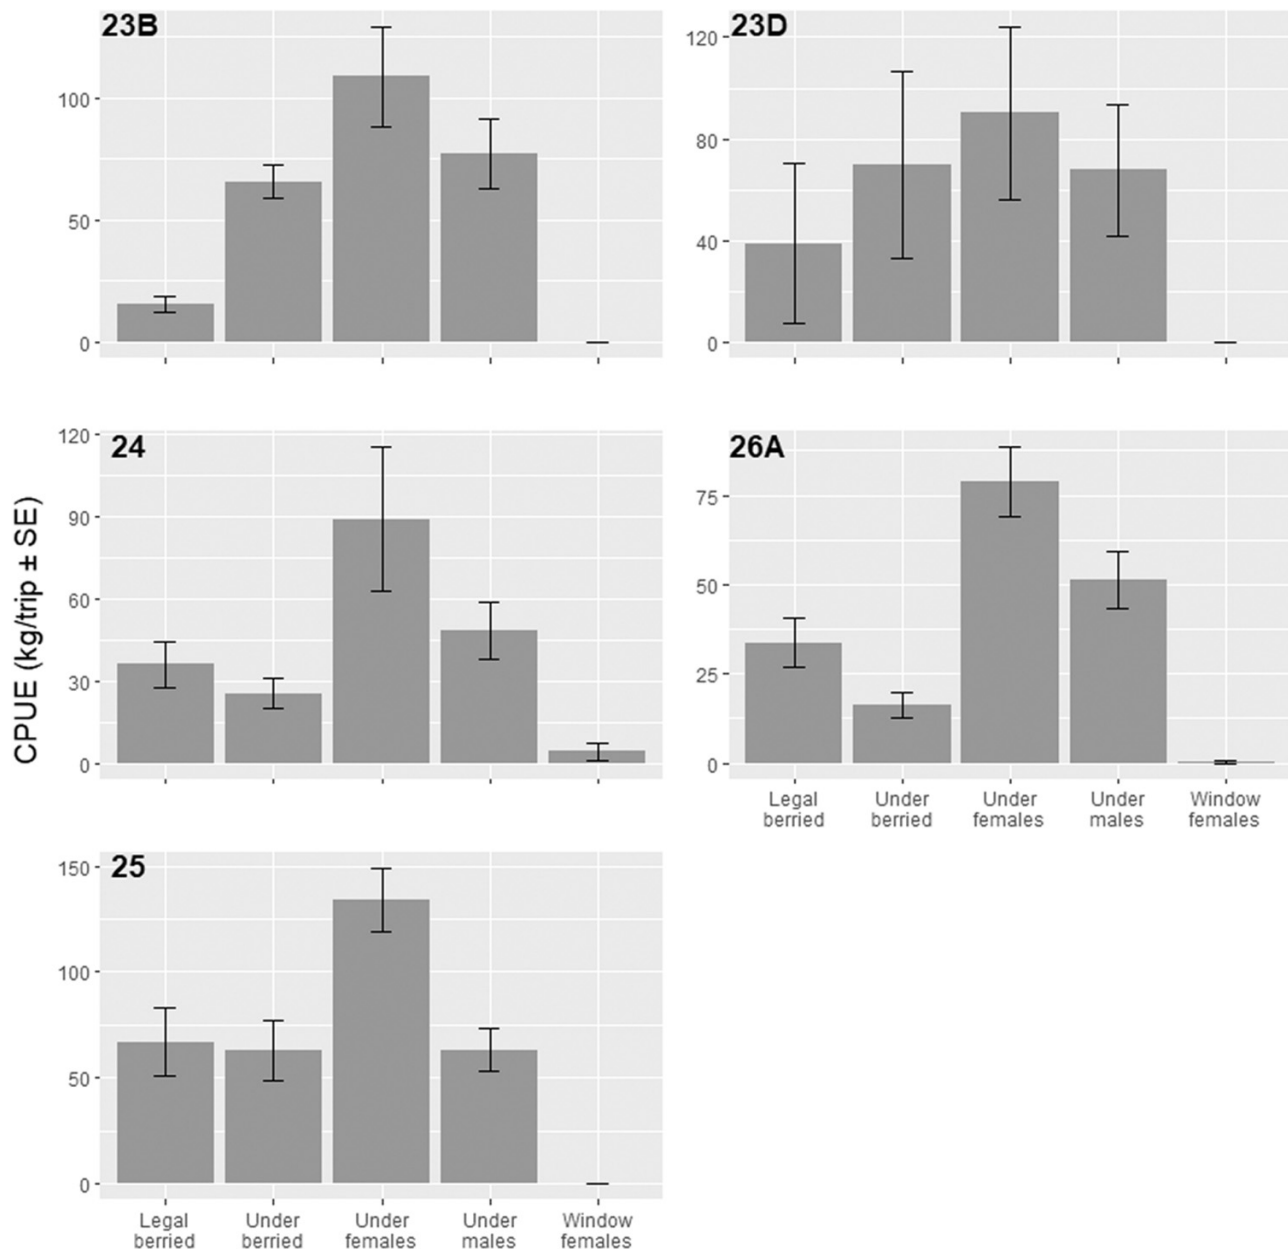 23B
100
50
0
23D
120
80
40
0
CPUE (kg/trip ± SE)
24
120
90
60
30
0
26A
75
50
25
0
Legal
berried
Under
berried
Under
females
Under
males
Window
females
25
150
100
50
0
Legal
berried
Under
berried
Under
females
Under
males
Window
females